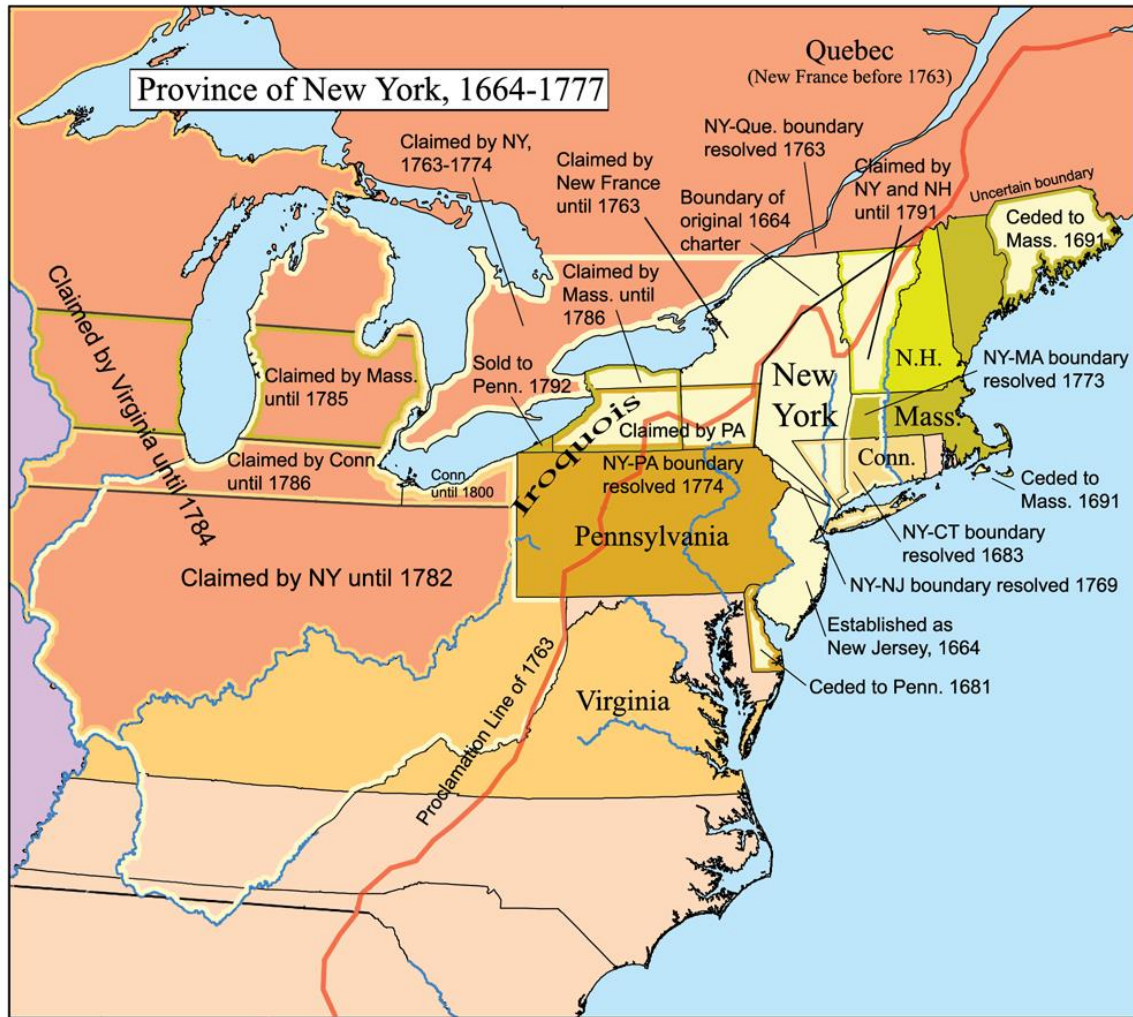 Province of New York, 1664-1777
Quebec
(New France before 1763)
Claimed by NY,
1763-1774
Claimed by
New France
until 1763
NY-Que. boundary
resolved 1763
Boundary of
original 1664
charter
Claimed by
NY and NH
until 1791
Uncertain boundary
Ceded to
Mass. 1691
Claimed by
Mass. until
1786
Claimed by Virginia until 1784
Claimed by Mass.
until 1785
Sold to
Penn. 1792
New
York
N.H.
NY-MA boundary
resolved 1773
Mass.
Iroquois
Claimed by PA
Claimed by Conn.
until 1786
Conn.
until 1800
NY-PA boundary
resolved 1774
Conn.
Ceded to
Mass. 1691
Pennsylvania
NY-CT boundary
resolved 1683
Claimed by NY until 1782
NY-NJ boundary resolved 1769
Established as
New Jersey, 1664
Ceded to Penn. 1681
Virginia
Proclamation Line of 1763